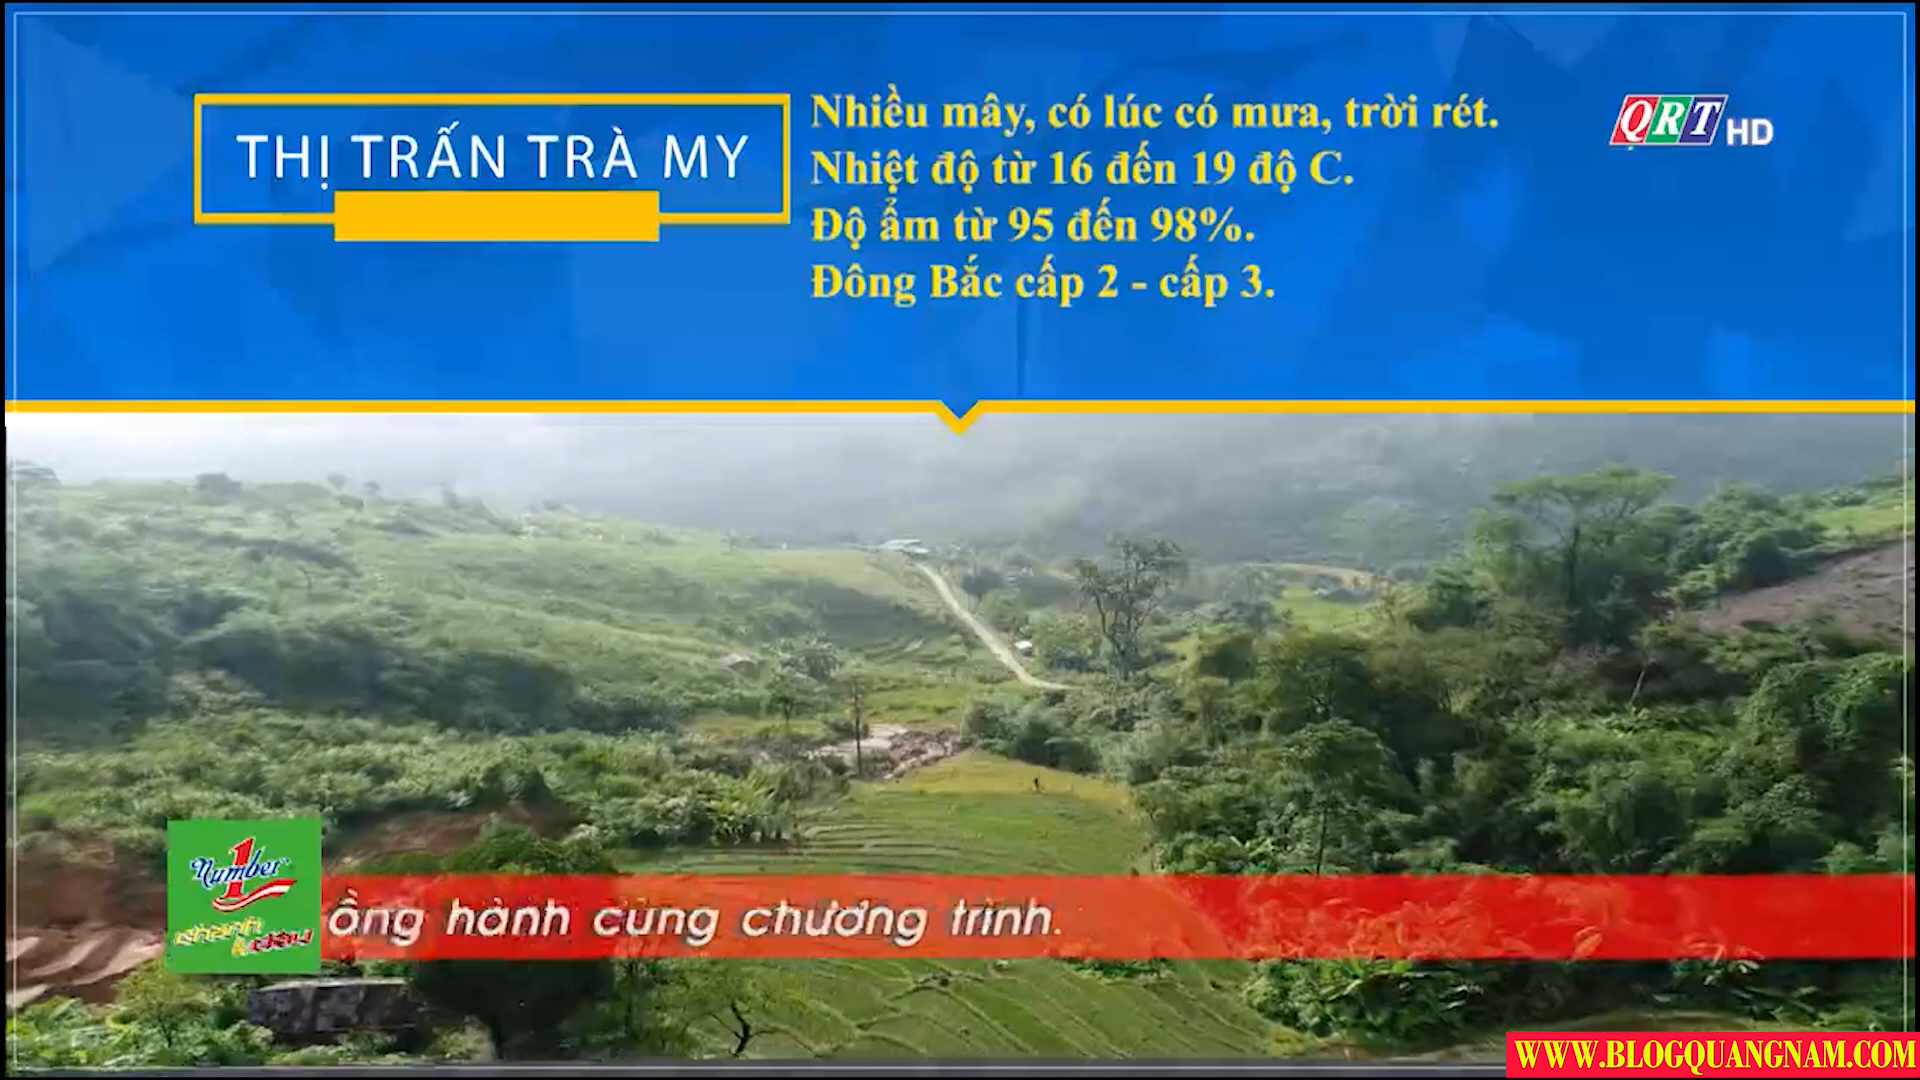 THỊ TRẤN TRÀ MY
Nhiều mây, có lúc có mưa, trời rét.
Nhiệt độ từ 16 đến 19 độ C.
Độ ẩm từ 95 đến 98%.
Đông Bắc cấp 2 - cấp 3.
QRT HD
Number 1
chanh & dâu
ồng hành cùng chương trình.
WWW.BLOGQUANGNAM.COM